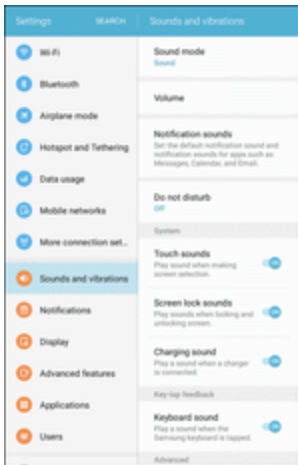 Settings
SEARCH
Wi-Fi
Bluetooth
Airplane mode
Hotspot and Tethering
Data usage
Mobile networks
More connection set...
Sounds and vibrations
Notifications
Display
Advanced features
Applications
Users
Sounds and vibrations
Sound mode
Sound
Volume
Notification sounds
Set the default notification sound and
notification sounds for apps such as
Messages, Calendar, and Email.
Do not disturb
Off
System
Touch sounds
Play sound when making
screen selection.
ON
Screen lock sounds
Play sounds when locking and
unlocking screen.
ON
Charging sound
Play sound when a charger
is connected.
ON
Key-tap feedback
Keyboard sound
Play a sound when the
Samsung keyboard is tapped.
ON
Advanced